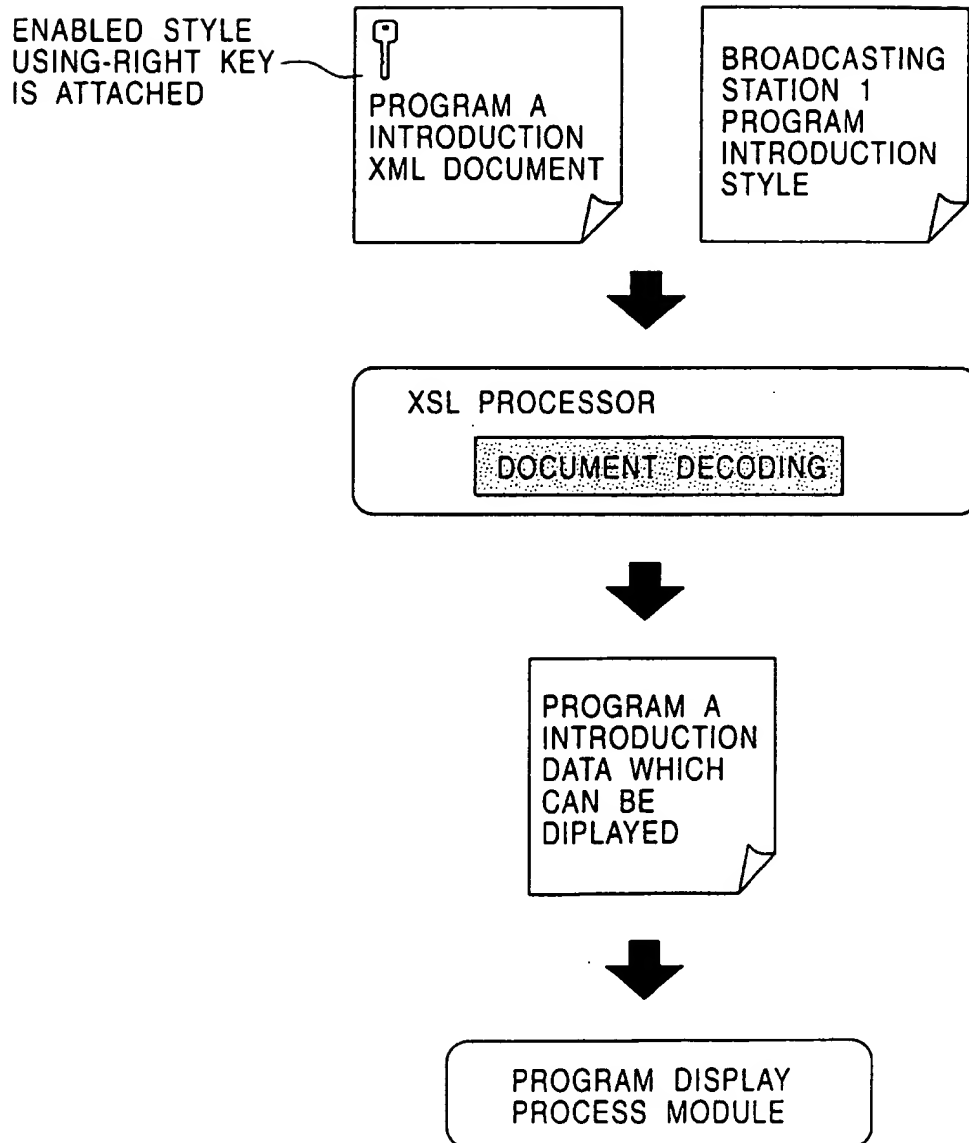 ENABLED STYLE
USING-RIGHT KEY
IS ATTACHED
PROGRAM A
INTRODUCTION
XML DOCUMENT
BROADCASTING
STATION 1
PROGRAM
INTRODUCTION
STYLE
XSL PROCESSOR
DOCUMENT DECODING
PROGRAM A
INTRODUCTION
DATA WHICH
CAN BE
DIPLAYED
PROGRAM DISPLAY
PROCESS MODULE